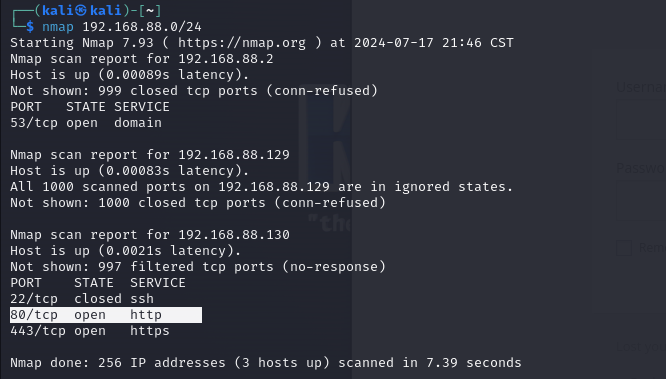 ┌──(kali㉿kali)-[~]
└─$ nmap 192.168.88.0/24
Starting Nmap 7.93 ( https://nmap.org ) at 2024-07-17 21:46 CST
Nmap scan report for 192.168.88.2
Host is up (0.00089s latency).
Not shown: 999 closed tcp ports (conn-refused)
PORT   STATE SERVICE
53/tcp open  domain

Nmap scan report for 192.168.88.129
Host is up (0.00083s latency).
All 1000 scanned ports on 192.168.88.129 are in ignored states.
Not shown: 1000 closed tcp ports (conn-refused)

Nmap scan report for 192.168.88.130
Host is up (0.0021s latency).
Not shown: 997 filtered tcp ports (no-response)
PORT    STATE  SERVICE
22/tcp  closed ssh
80/tcp  open   http
443/tcp open   https

Nmap done: 256 IP addresses (3 hosts up) scanned in 7.39 seconds